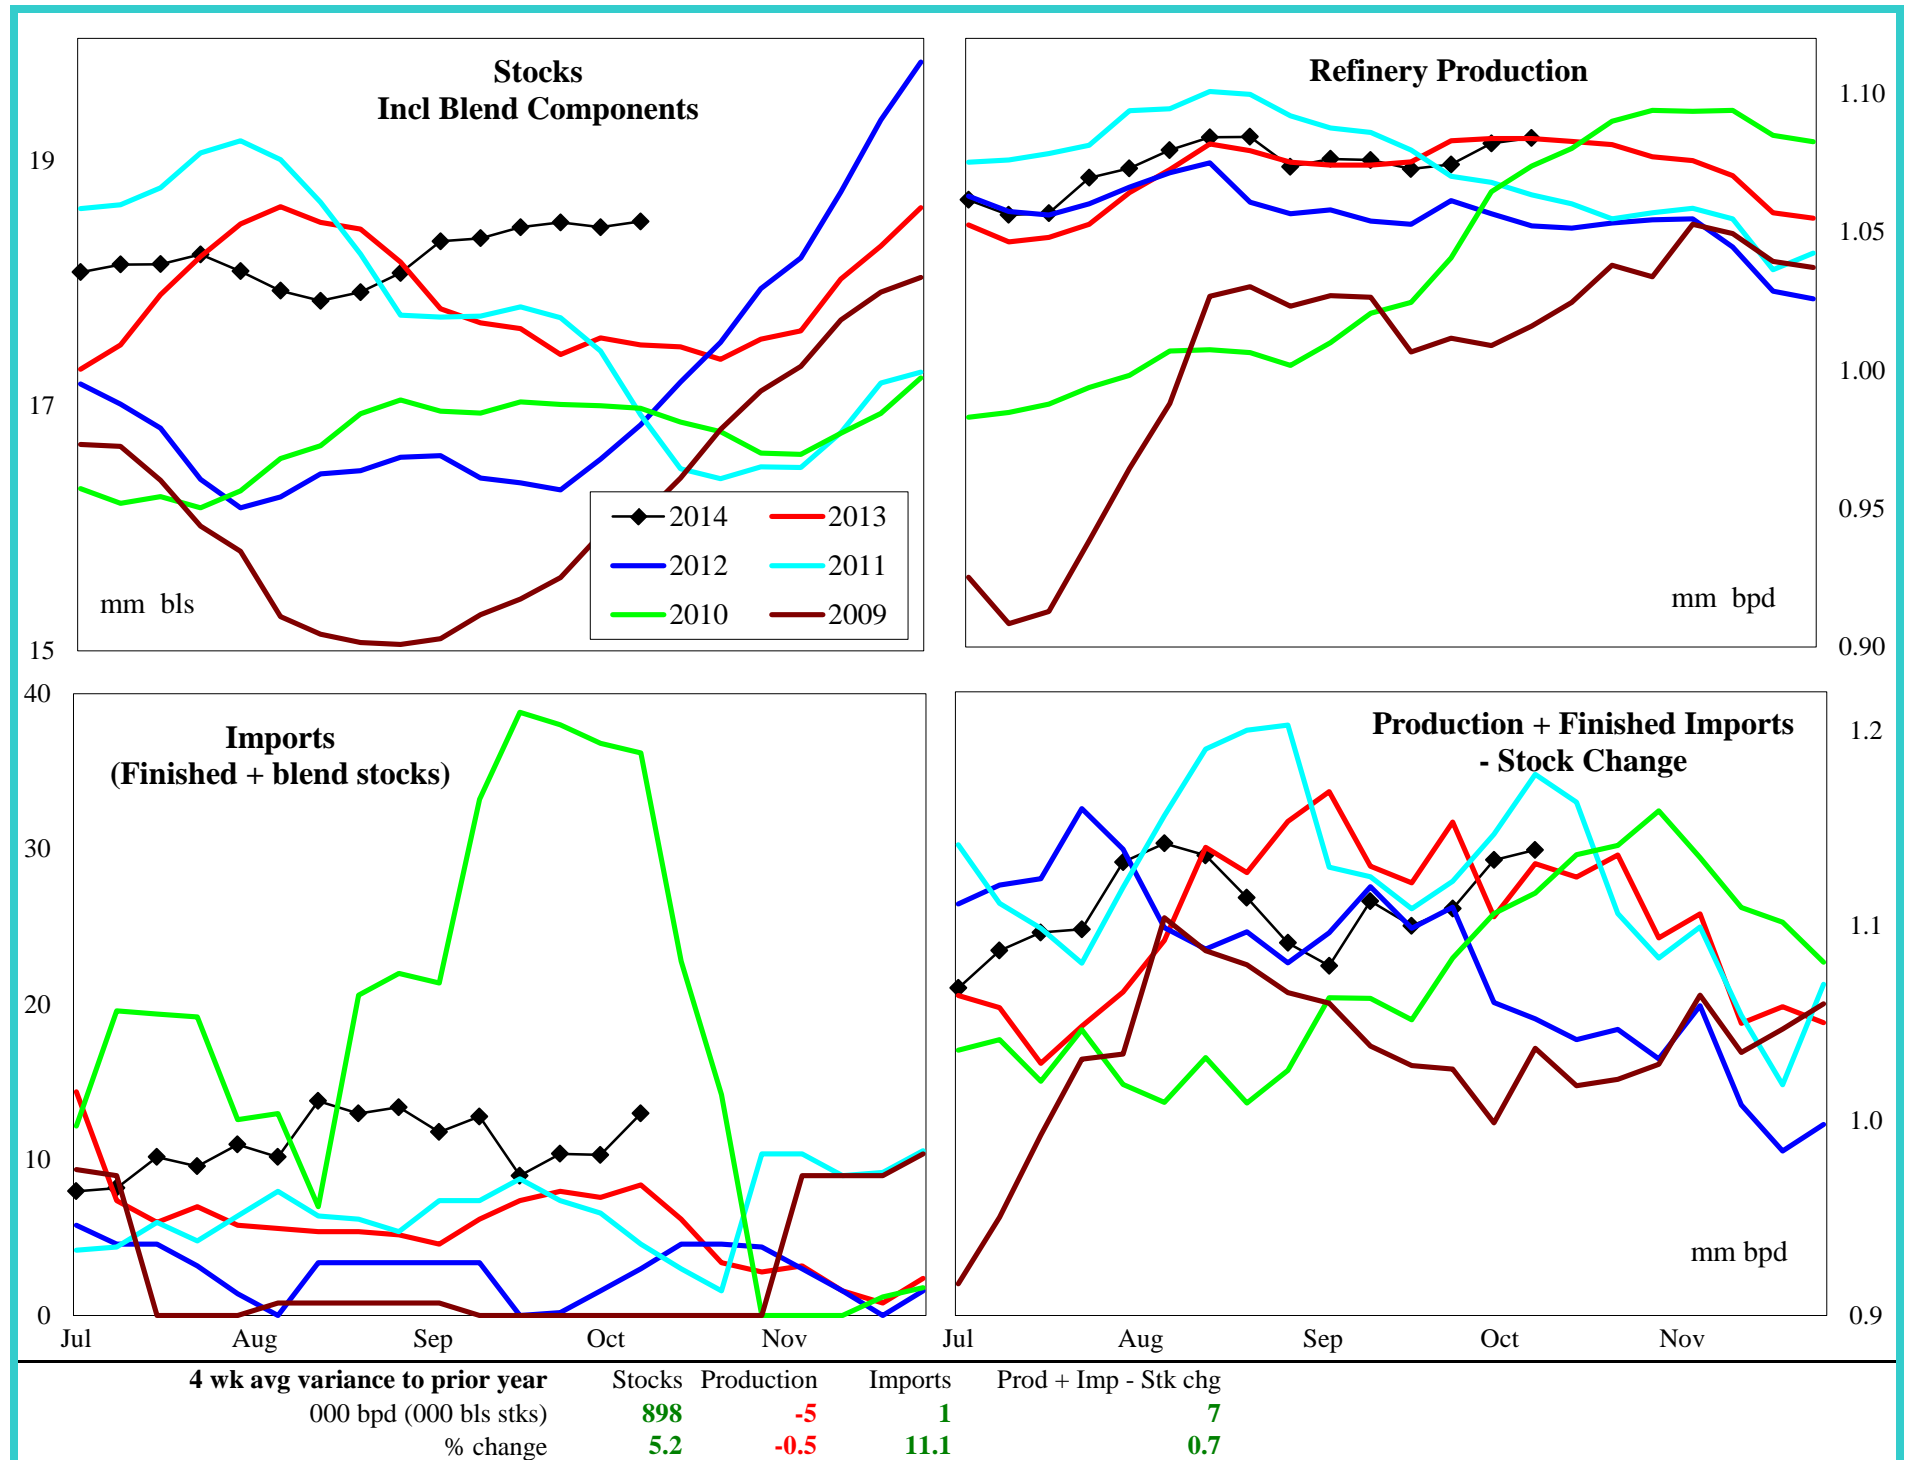 Stocks
Incl Blend Components
19
17
15
mm bls
2014
2013
2012
2011
2010
2009
Refinery Production
1.10
1.05
1.00
0.95
0.90
mm bpd
Imports
(Finished + blend stocks)
40
30
20
10
0
Jul Aug Sep Oct Nov
Production + Finished Imports
- Stock Change
1.2
1.1
1.0
0.9
mm bpd
Jul Aug Sep Oct Nov
4 wk avg variance to prior year Stocks Production Imports Prod + Imp - Stk chg
000 bpd (000 bls stks) 898 -5 1 7
% change 5.2 -0.5 11.1 0.7